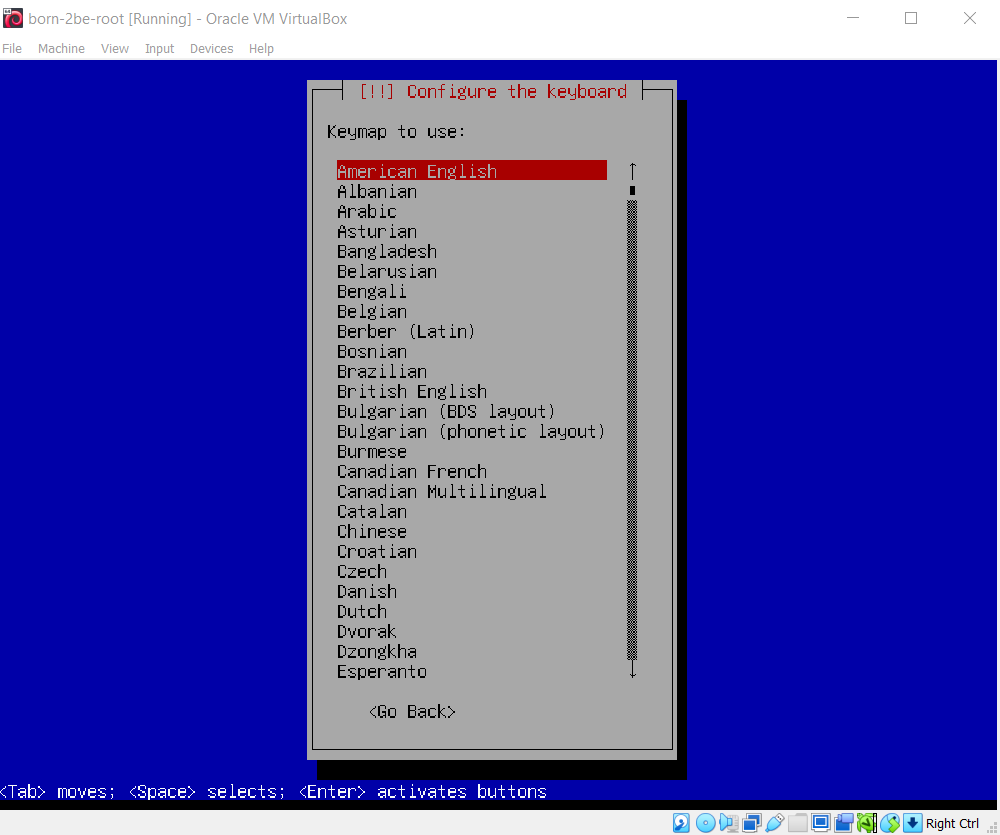 born-2be-root [Running] - Oracle VM VirtualBox
File Machine View Input Devices Help
[!!] Configure the keyboard
Keymap to use:
American English
Albanian
Arabic
Asturian
Bangladesh
Belarusian
Bengali
Belgian
Berber (Latin)
Bosnian
Brazilian
British English
Bulgarian (BDS layout)
Bulgarian (phonetic layout)
Burmese
Canadian French
Canadian Multilingual
Catalan
Chinese
Croatian
Czech
Danish
Dutch
Dvorak
Dzongkha
Esperanto
<Go Back>
<Tab> moves; <Space> selects; <Enter> activates buttons
Right Ctrl